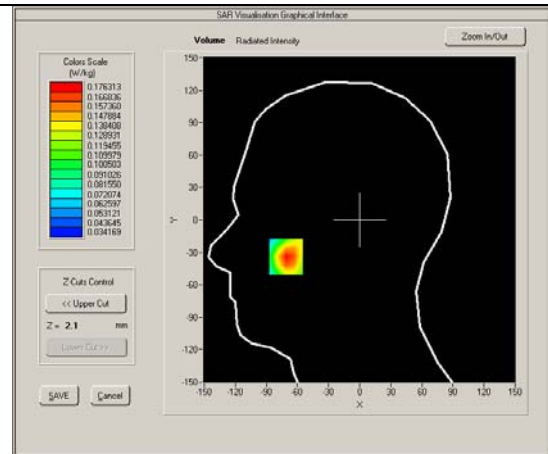 SAR Visualisation Graphical Interface
Volume Radiated Intensity
Zoom In/Out
Colors Scale
(W/kg)
0.176313
0.166836
0.157360
0.147884
0.138408
0.128931
0.119455
0.109979
0.100503
0.091026
0.081550
0.072074
0.062597
0.053121
0.043645
0.034169
150
120
90
60
30
0
-30
-60
-90
-120
-150
Y
-150 -120 -90 -60 -30 0 30 60 90 120 150
X
Z Cuts Control
<< Upper Cut
Z = 2.1 mm
Lower Cut >>
SAVE Cancel